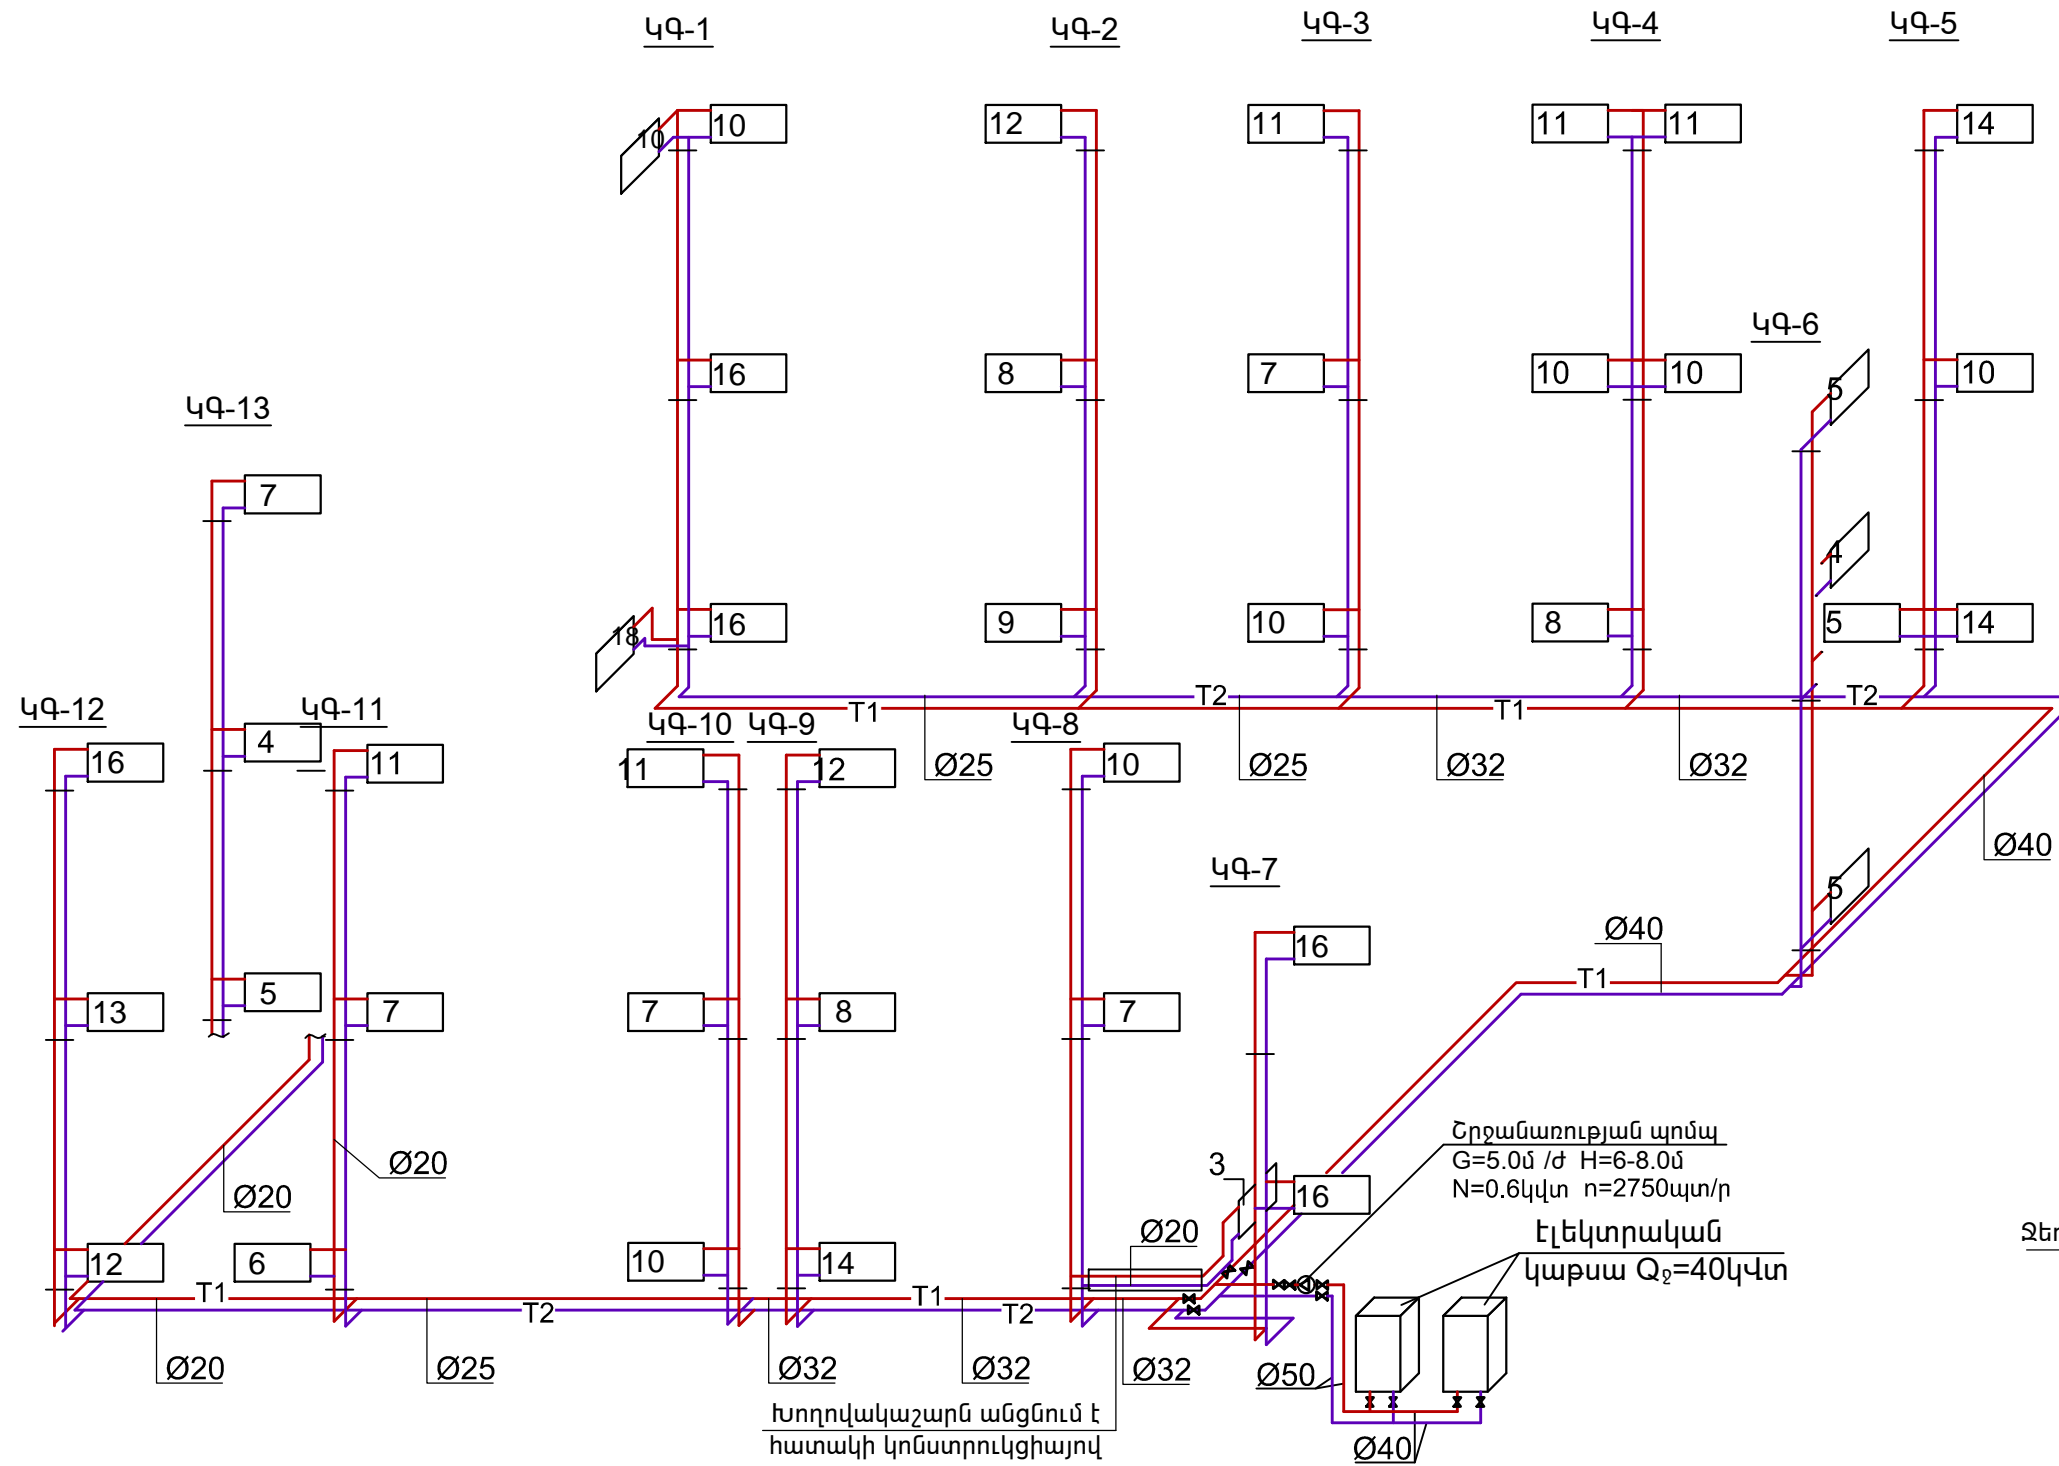 ԿԳ-1
ԿԳ-2
ԿԳ-3
ԿԳ-4
ԿԳ-5
10
10
12
11
11
11
14
ԿԳ-6
16
8
7
10
10
5
10
ԿԳ-13
7
4
18
16
9
10
8
5
14
ԿԳ-12
4
ԿԳ-11
T1
T2
T1
T2
ԿԳ-10
ԿԳ-9
ԿԳ-8
16
11
11
12
10
Ø25
Ø25
Ø32
Ø32
Ø40
ԿԳ-7
5
16
Ø40
T1
13
5
7
7
8
7
Ø20
Ø20
3
16
Շրջանառության պոմպ
G=5.0մ /ժ H=6-8.0մ
N=0.6կվտ n=2750պտ/ր
Էլեկտրական
կաթսա Qջ=40կՎտ
Ջեր
12
6
10
14
Ø20
T1
T2
T1
T2
Ø20
Ø25
Ø32
Ø32
Ø32
Ø50
Խողովակաշարն անցնում է
հատակի կոնստրուկցիայով
Ø40